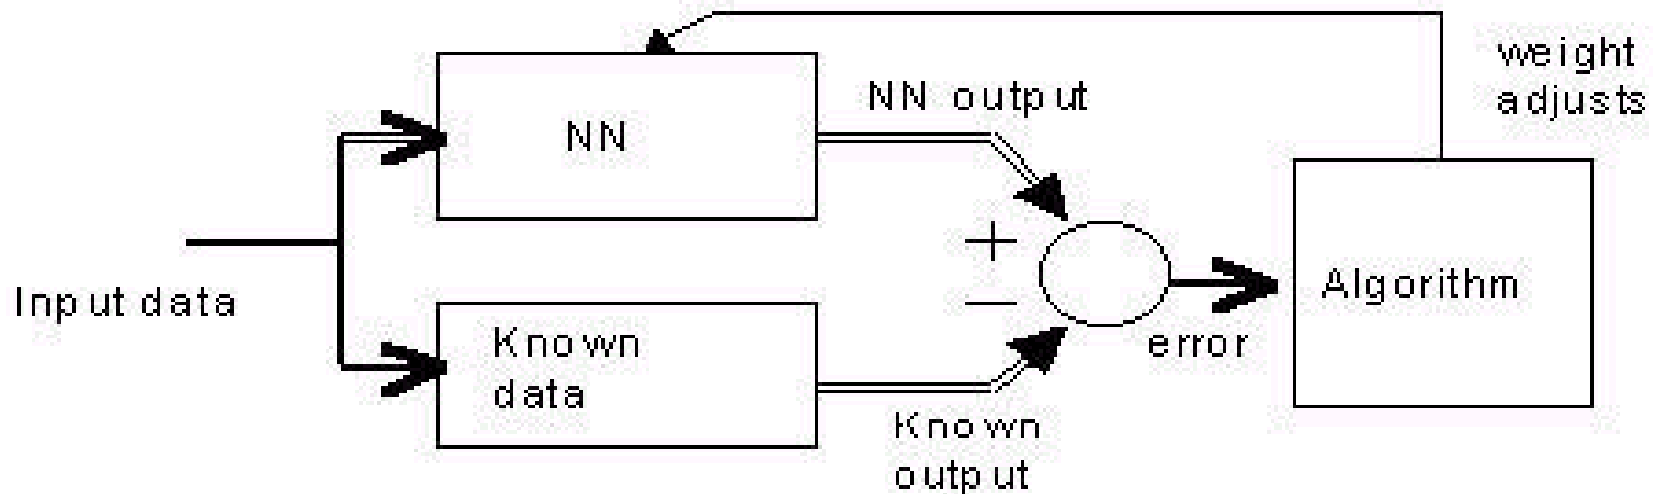 weight
adjusts
NN output
NN
+
Input data
−
Algorithm
Known
data
error
Known
output